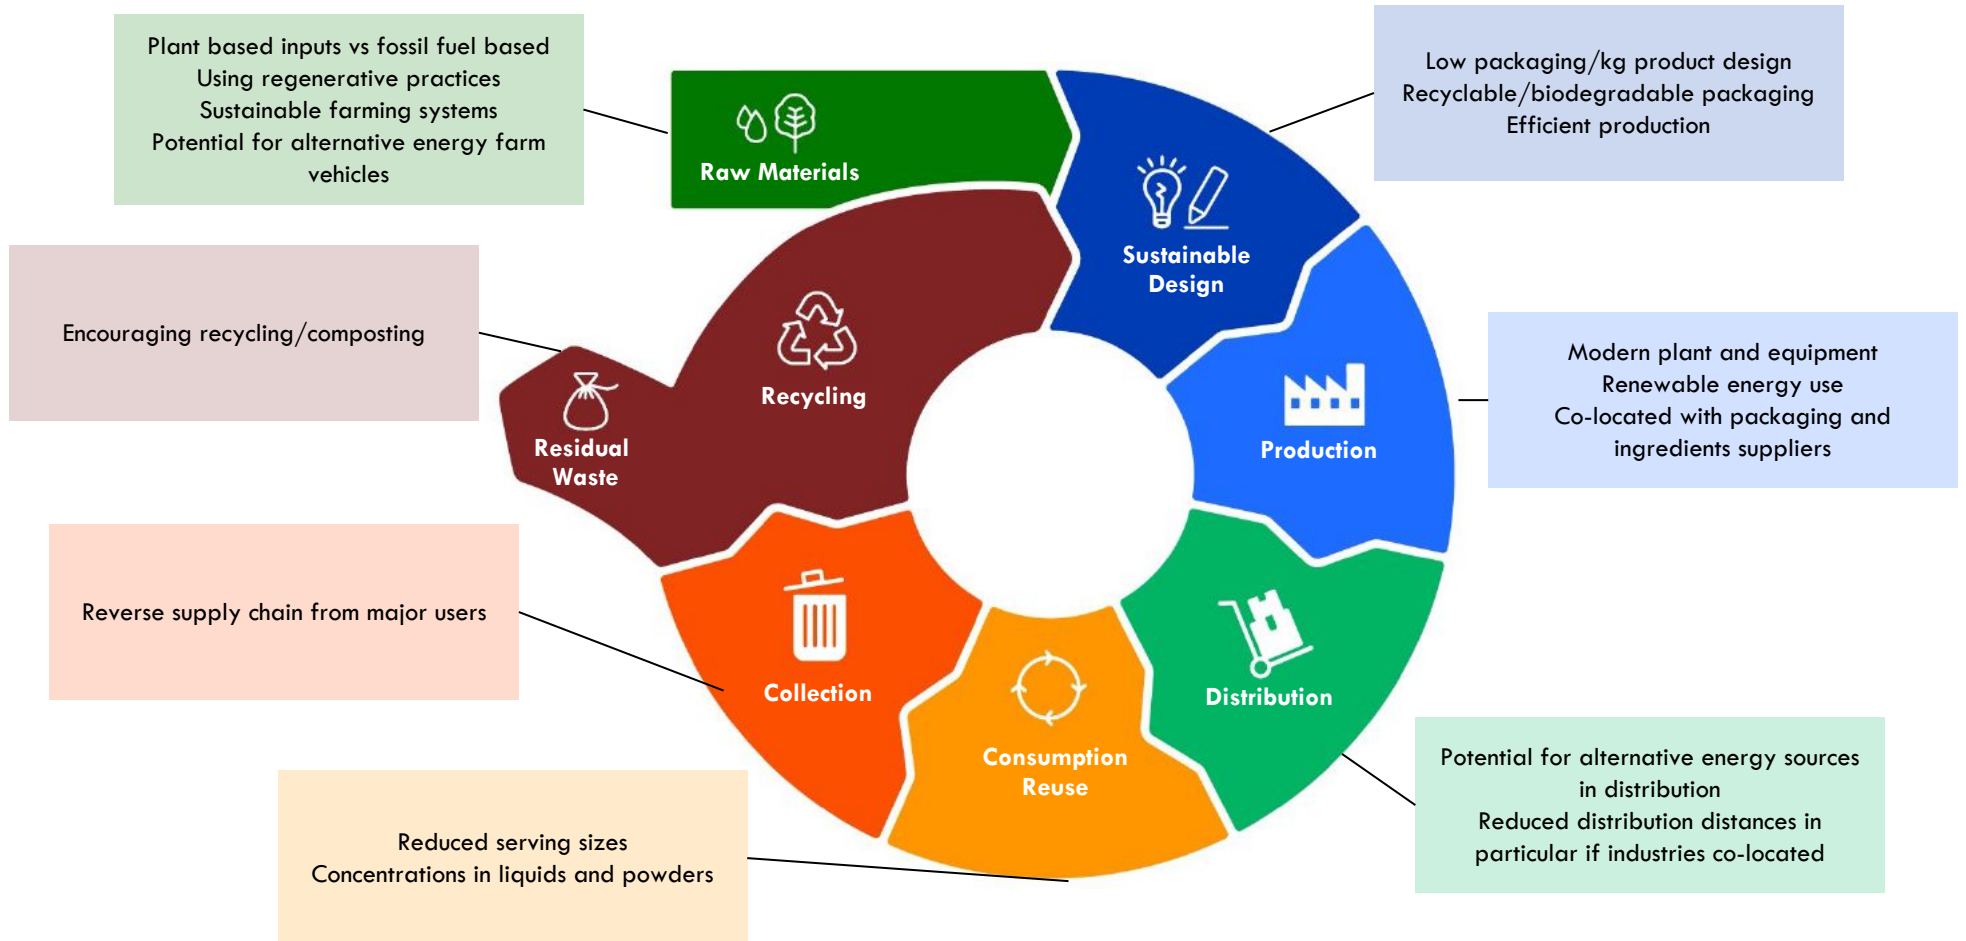 Plant based inputs vs fossil fuel based
Using regenerative practices
Sustainable farming systems
Potential for alternative energy farm
vehicles
Low packaging/kg product design
Recyclable/biodegradable packaging
Efficient production
Raw Materials
Sustainable
Design
Encouraging recycling/composting
Recycling
Residual
Waste
Production
Modern plant and equipment
Renewable energy use
Co-located with packaging and
ingredients suppliers
Reverse supply chain from major users
Collection
Consumption
Reuse
Distribution
Potential for alternative energy sources
in distribution
Reduced distribution distances in
particular if industries co-located
Reduced serving sizes
Concentrations in liquids and powders